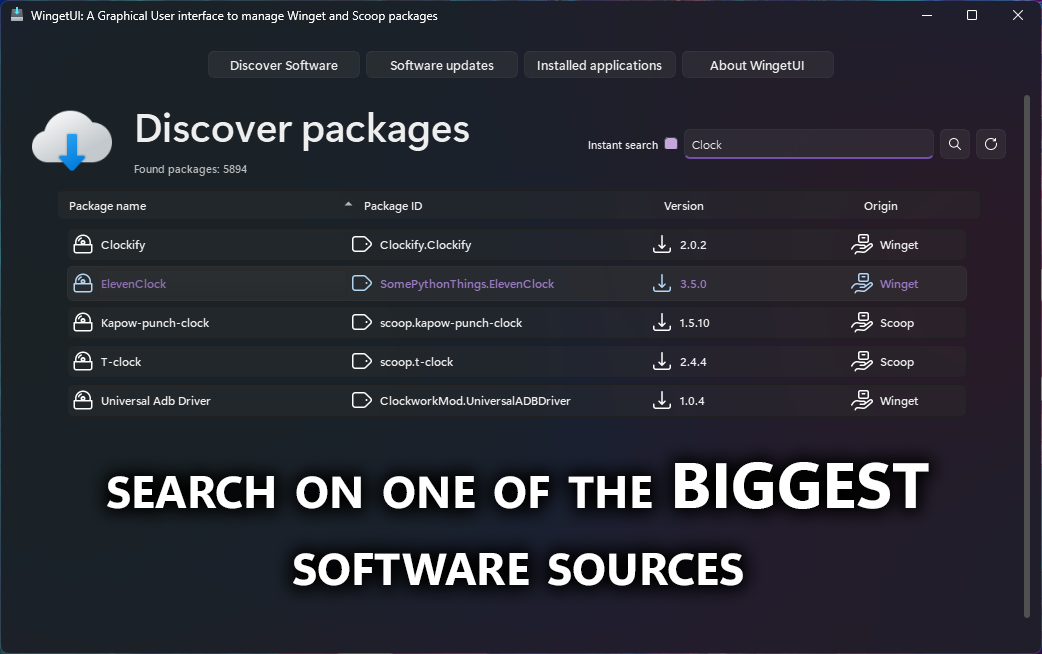 WingetUI: A Graphical User interface to manage Winget and Scoop packages
Discover Software Software updates Installed applications About WingetUI
Discover packages
Instant search Clock
Found packages: 5894
Package name Package ID Version Origin
Clockify Clockify.Clockify 2.0.2 Winget
ElevenClock SomePythonThings.ElevenClock 3.5.0 Winget
Kapow-punch-clock scoop.kapow-punch-clock 1.5.10 Scoop
T-clock scoop.t-clock 2.4.4 Scoop
Universal Adb Driver ClockworkMod.UniversalADBDriver 1.0.4 Winget
SEARCH ON ONE OF THE BIGGEST
SOFTWARE SOURCES